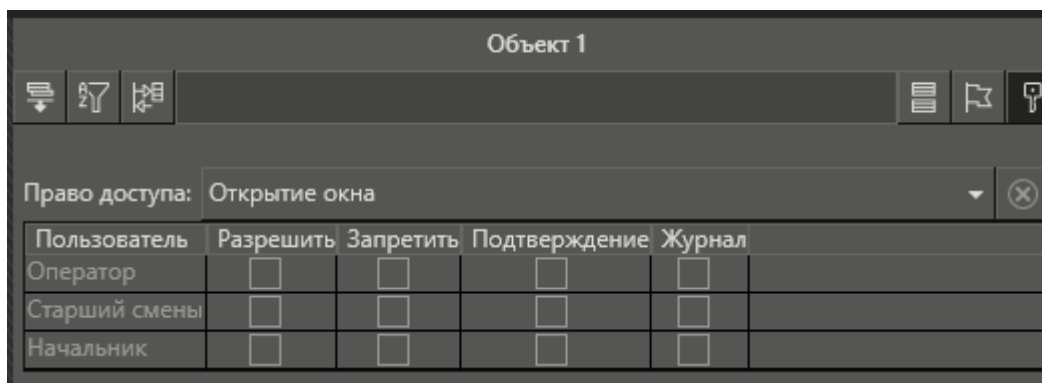 Объект 1
Право доступа: Открытие окна
Пользователь Разрешить Запретить Подтверждение Журнал
Оператор
Старший смены
Начальник